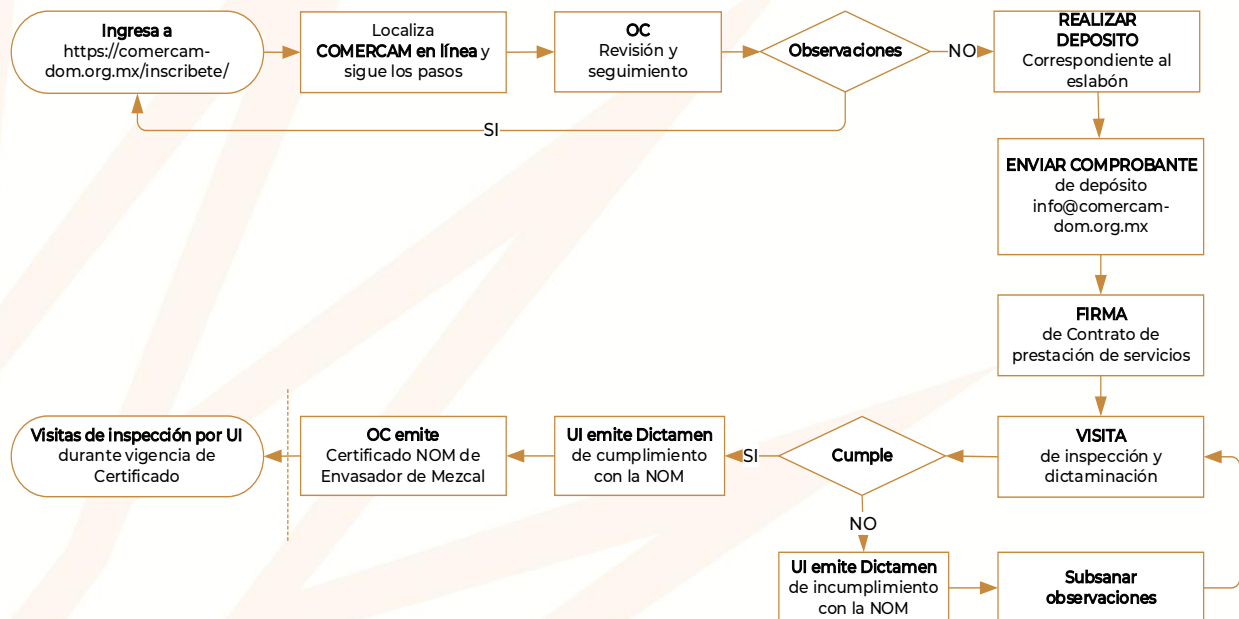 Ingresa a
https://comercam-
dom.org.mx/inscribete/
Localiza
COMERCAM en línea y
sigue los pasos
OC
Revisión y
seguimiento
Observaciones
NO
REALIZAR
DEPOSITO
Correspondiente al
eslabón
SI
ENVIAR COMPROBANTE
de depósito
info@comercam-
dom.org.mx
FIRMA
de Contrato de
prestación de servicios
VISITA
de inspección y
dictaminación
Cumple
SI
UI emite Dictamen
de cumplimiento
con la NOM
OC emite
Certificado NOM de
Envasador de Mezcal
Visitas de inspección por UI
durante vigencia de
Certificado
NO
UI emite Dictamen
de incumplimiento
con la NOM
Subsanar
observaciones